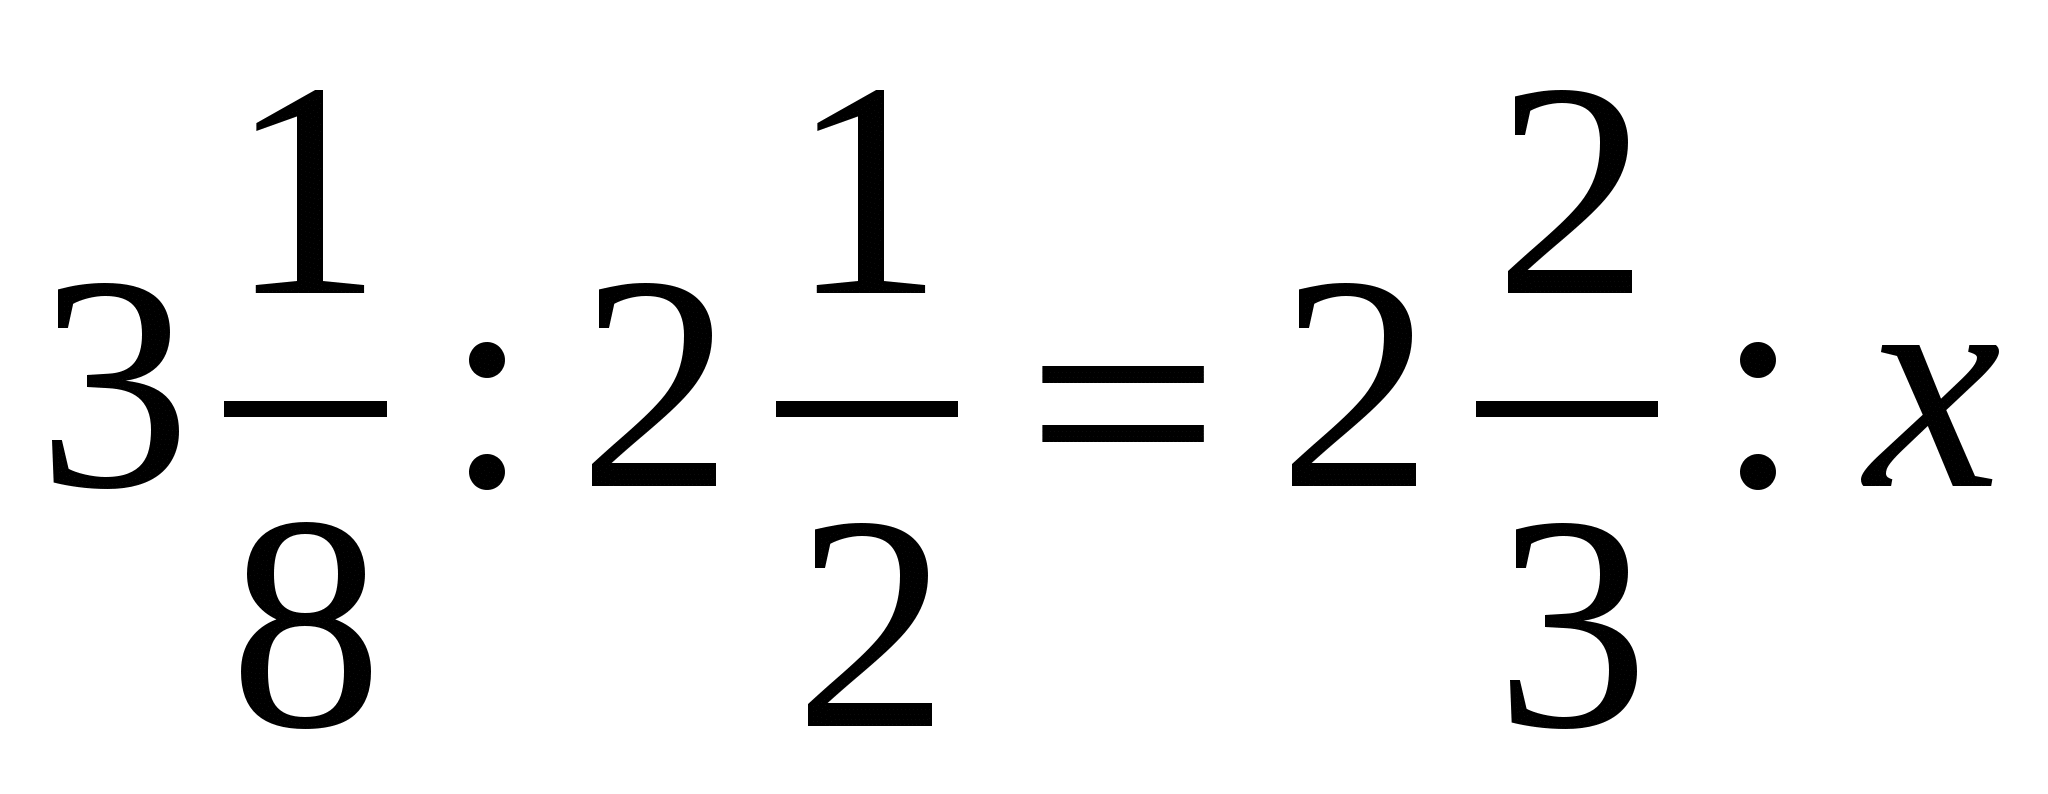 3 1/8 : 2 1/2 = 2 2/3 : x